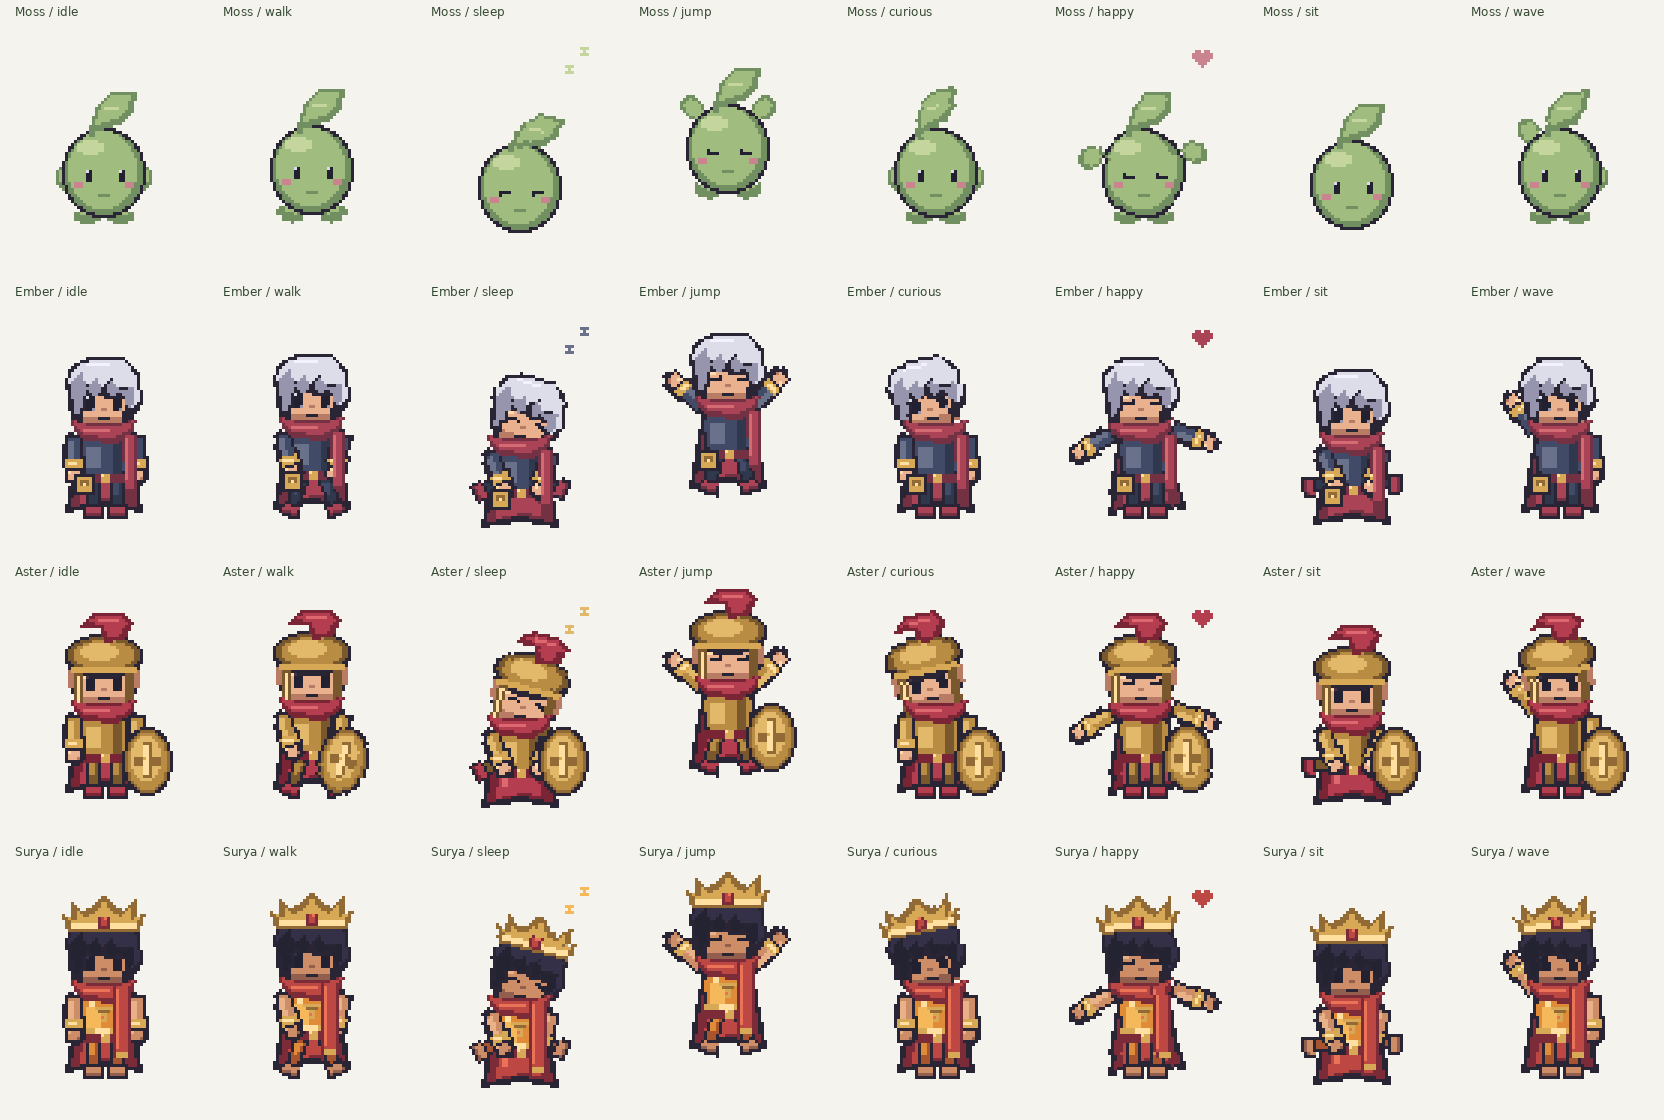 Moss / idle
Moss / walk
Moss / sleep
Moss / jump
Moss / curious
Moss / happy
Moss / sit
Moss / wave
Ember / idle
Ember / walk
Ember / sleep
Ember / jump
Ember / curious
Ember / happy
Ember / sit
Ember / wave
Aster / idle
Aster / walk
Aster / sleep
Aster / jump
Aster / curious
Aster / happy
Aster / sit
Aster / wave
Surya / idle
Surya / walk
Surya / sleep
Surya / jump
Surya / curious
Surya / happy
Surya / sit
Surya / wave